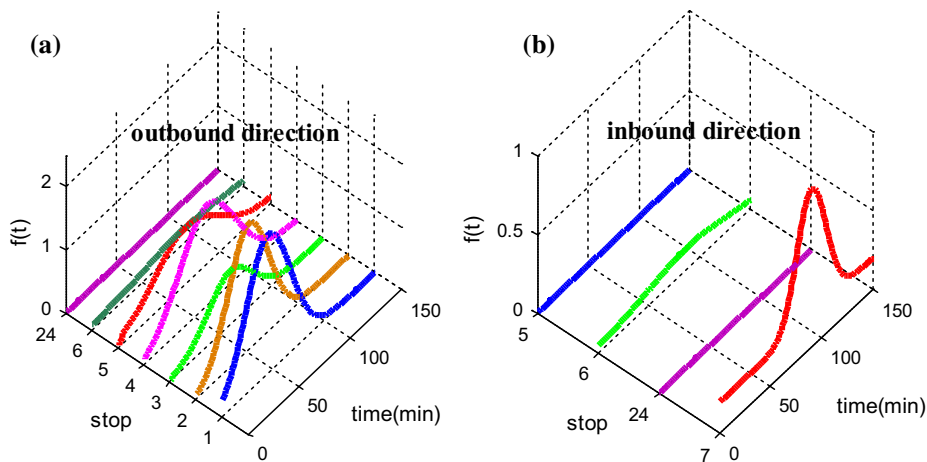 (a)
outbound direction
f(t)
2
1
0
24
6
5
4
3
2
1
stop
0
50
100
150
time(min)
(b)
inbound direction
f(t)
1
0.5
0
5
6
24
7
stop
0
50
100
150
time(min)